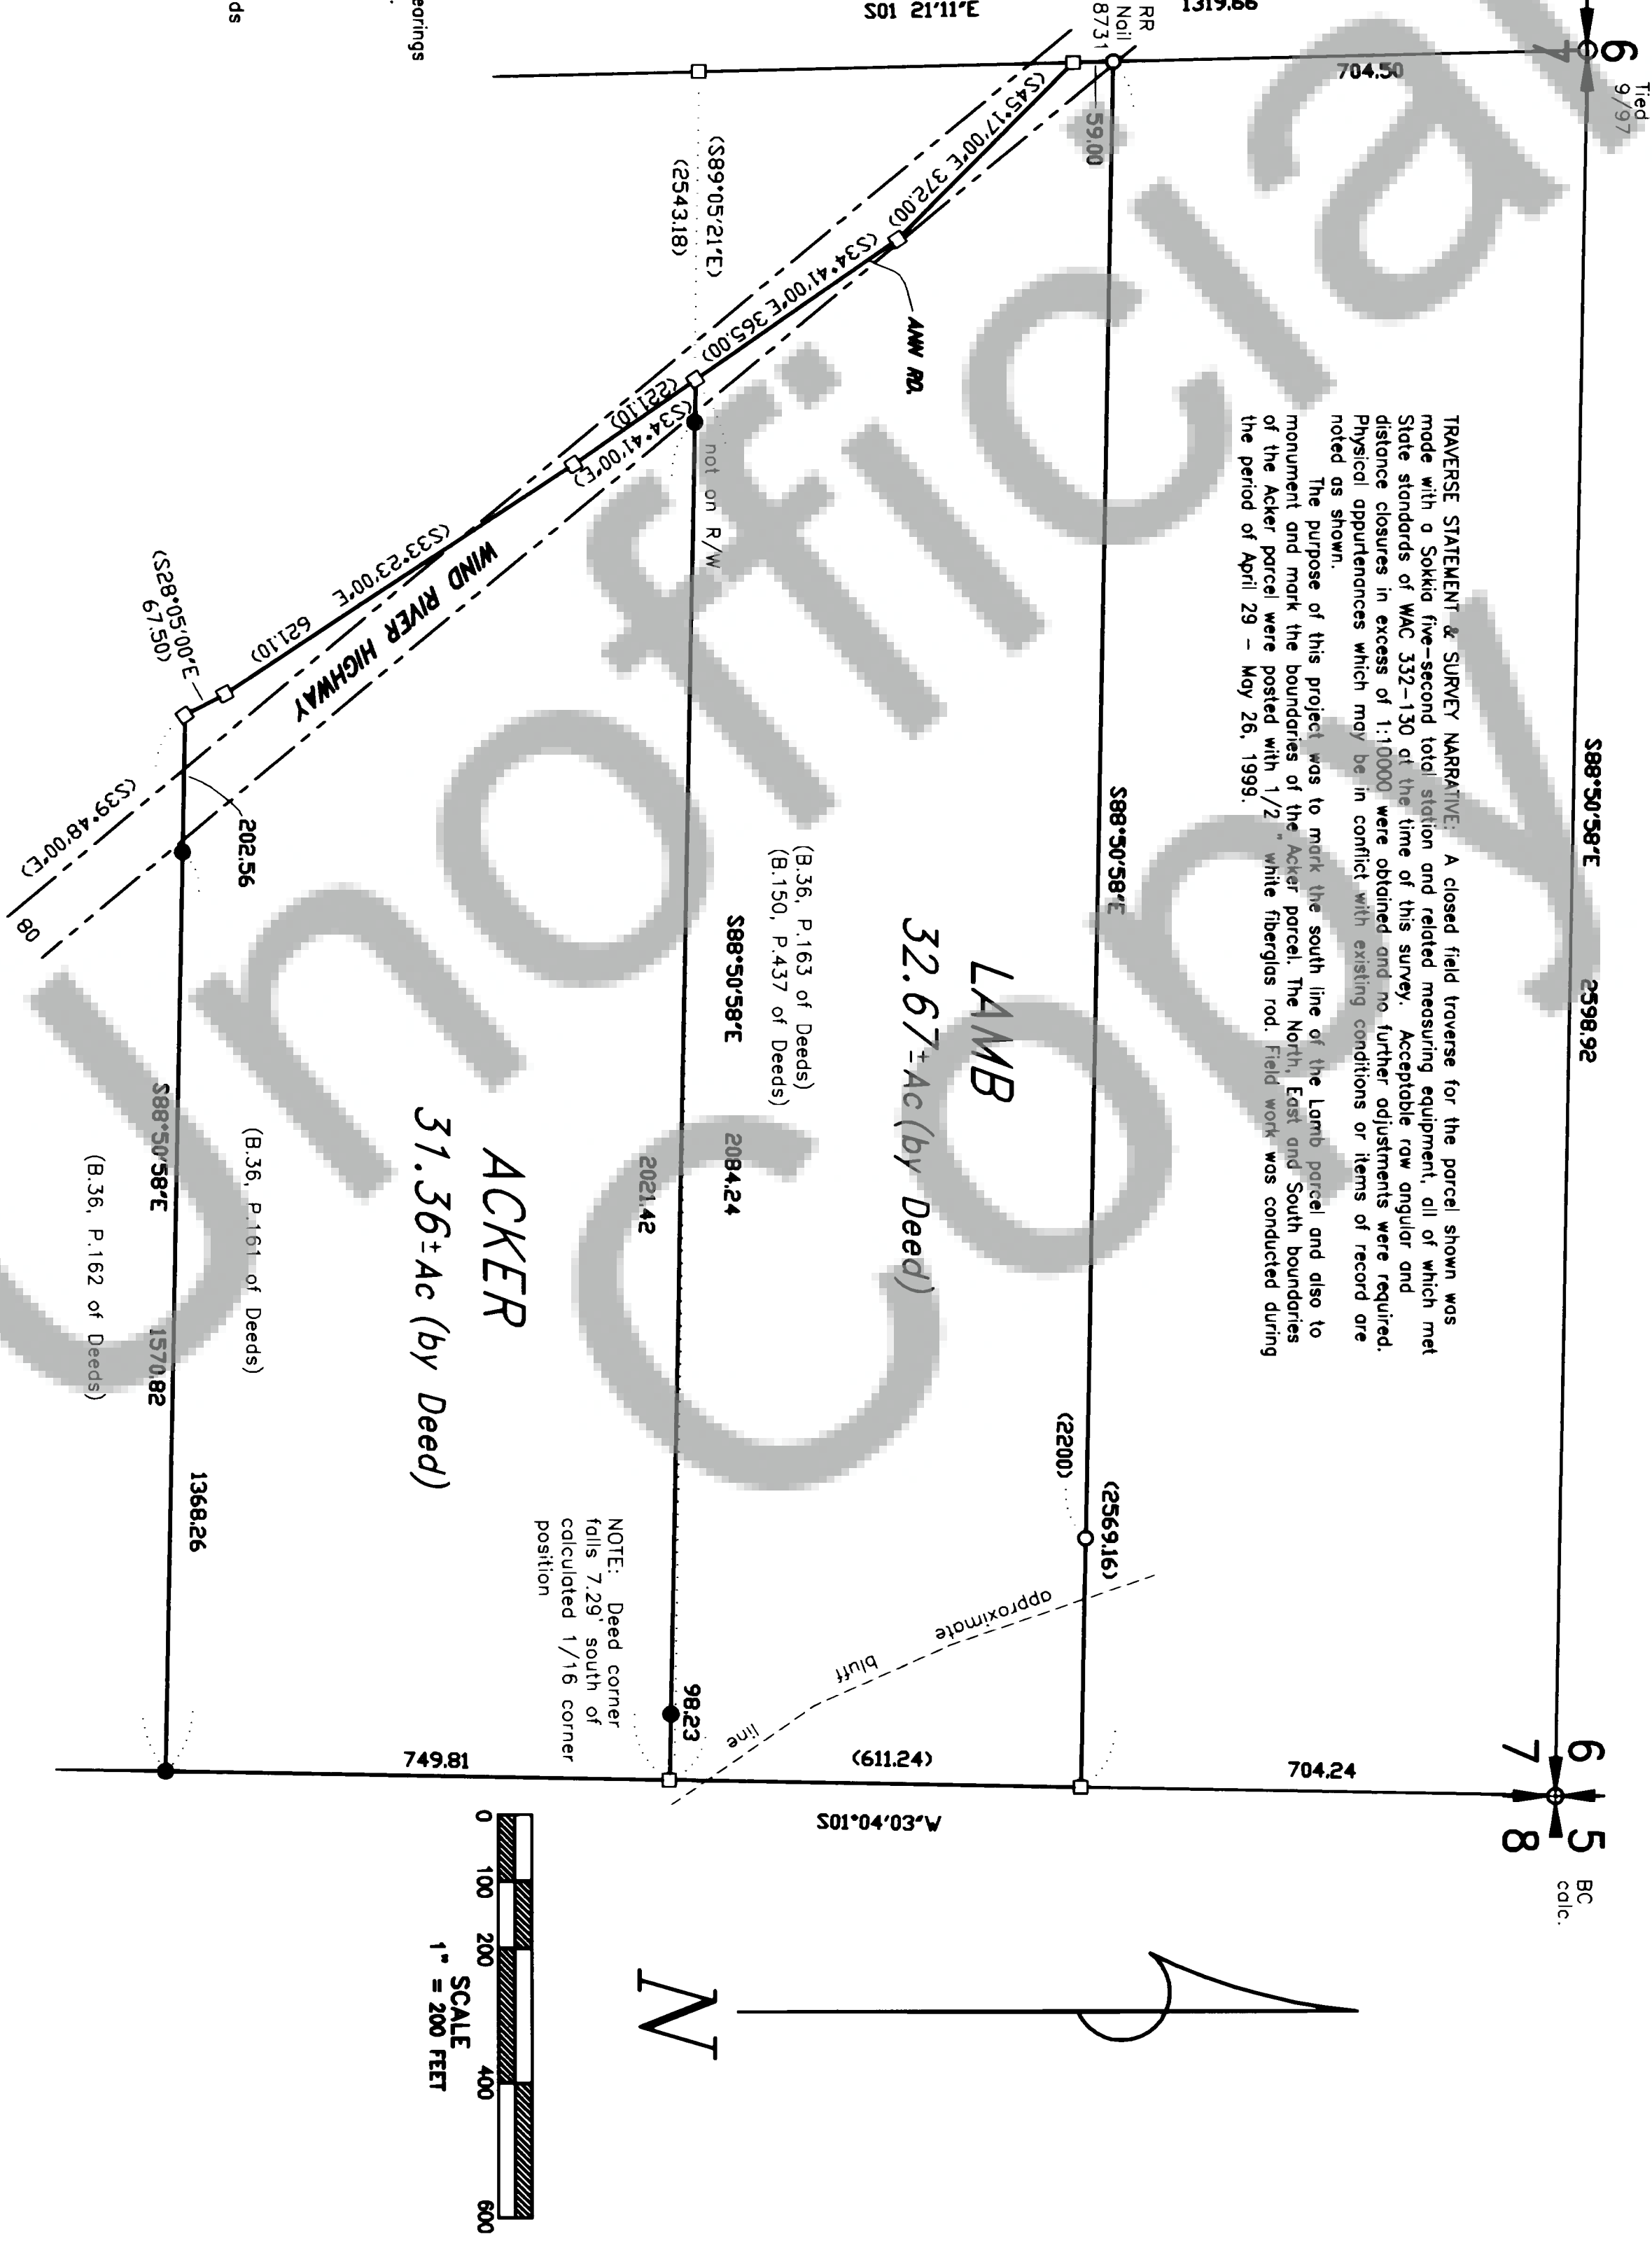 6
7
Tied
9/97
S88°50'58"E 2598.92
6 5
7 8
BC
calc.
1319.66
S01 21'11"E
704.50
RR
Nail
8731
59.00
TRAVERSE STATEMENT & SURVEY NARRATIVE: A closed field traverse for the parcel shown was
made with a Sokkia five-second total station and related measuring equipment, all of which met
State standards of WAC 332-130 at the time of this survey. Acceptable raw angular and
distance closures in excess of 1:10000 were obtained and no further adjustments were required.
Physical appurtenances which may be in conflict with existing conditions or items of record are
noted as shown.
The purpose of this project was to mark the south line of the Lamb parcel and also to
monument and mark the boundaries of the Acker parcel. The North, East and South boundaries
of the Acker parcel were posted with 1/2 " white fiberglas rod. Field work was conducted during
the period of April 29 - May 26, 1999.
S88°50'58"E
(2569.16)
(2200)
704.24
(S45°17'00"E 372.00)
ANN RD.
LAMB
32.67±Ac (by Deed)
approximate
bluff
line
(611.24)
S01°04'03"W
(S34°41'00"E 365.00)
(S89°05'21"E)
(2543.18)
(B.36, P.163 of Deeds)
(B.150, P.437 of Deeds)
not on R/W
S88°50'58"E 2084.24
98.23
2021.42
(S34°41'00"E)
(221.10)
NOTE: Deed corner
falls 7.29' south of
calculated 1/16 corner
position
ACKER
31.36±Ac (by Deed)
749.81
WIND RIVER HIGHWAY
(S33°23'00"E 621.10)
(S28°05'00"E
67.50)
202.56
(B.36, P.161 of Deeds)
1368.26
S88°50'58"E 1570.82
(B.36, P.162 of Deeds)
(S39°48'00"E)
80
earings
ds
N
0 100 200 400 600
SCALE
1" = 200 FEET
Unofficial
Copy